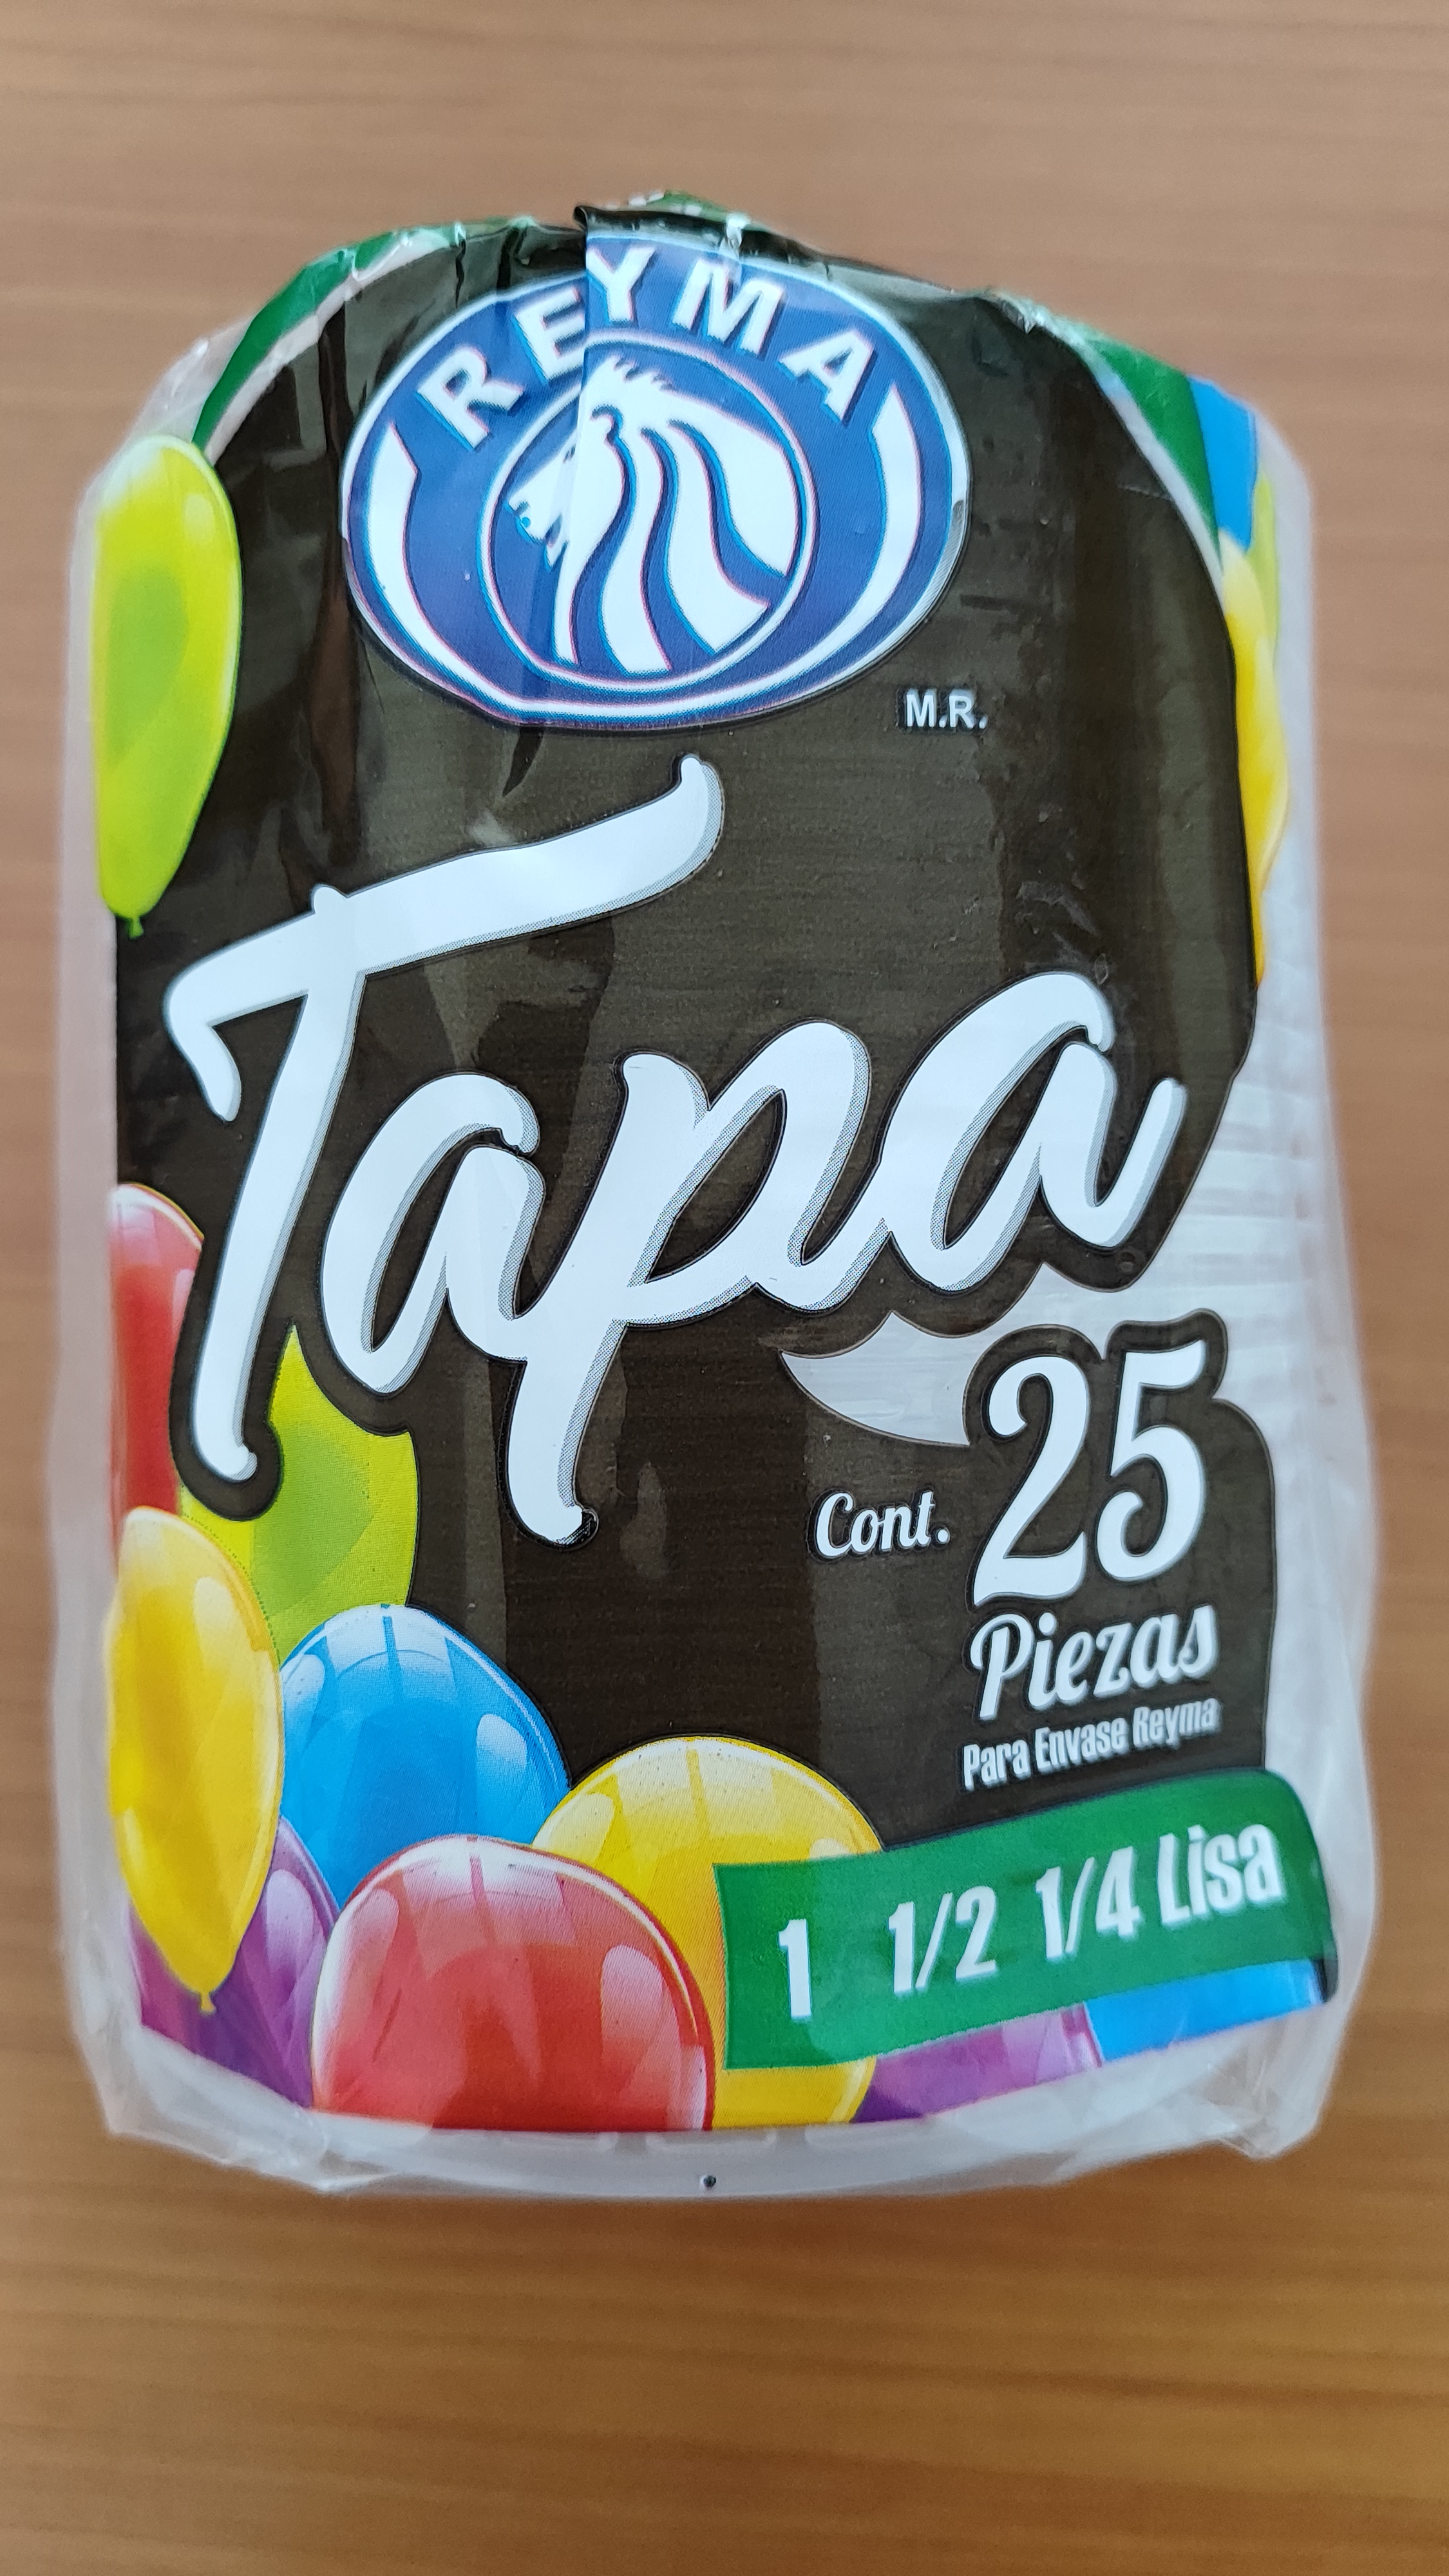 REYMA
M.R.
Tapa
Cont. 25
Piezas
Para Envase Reyma
1 1/2 1/4 Lisa